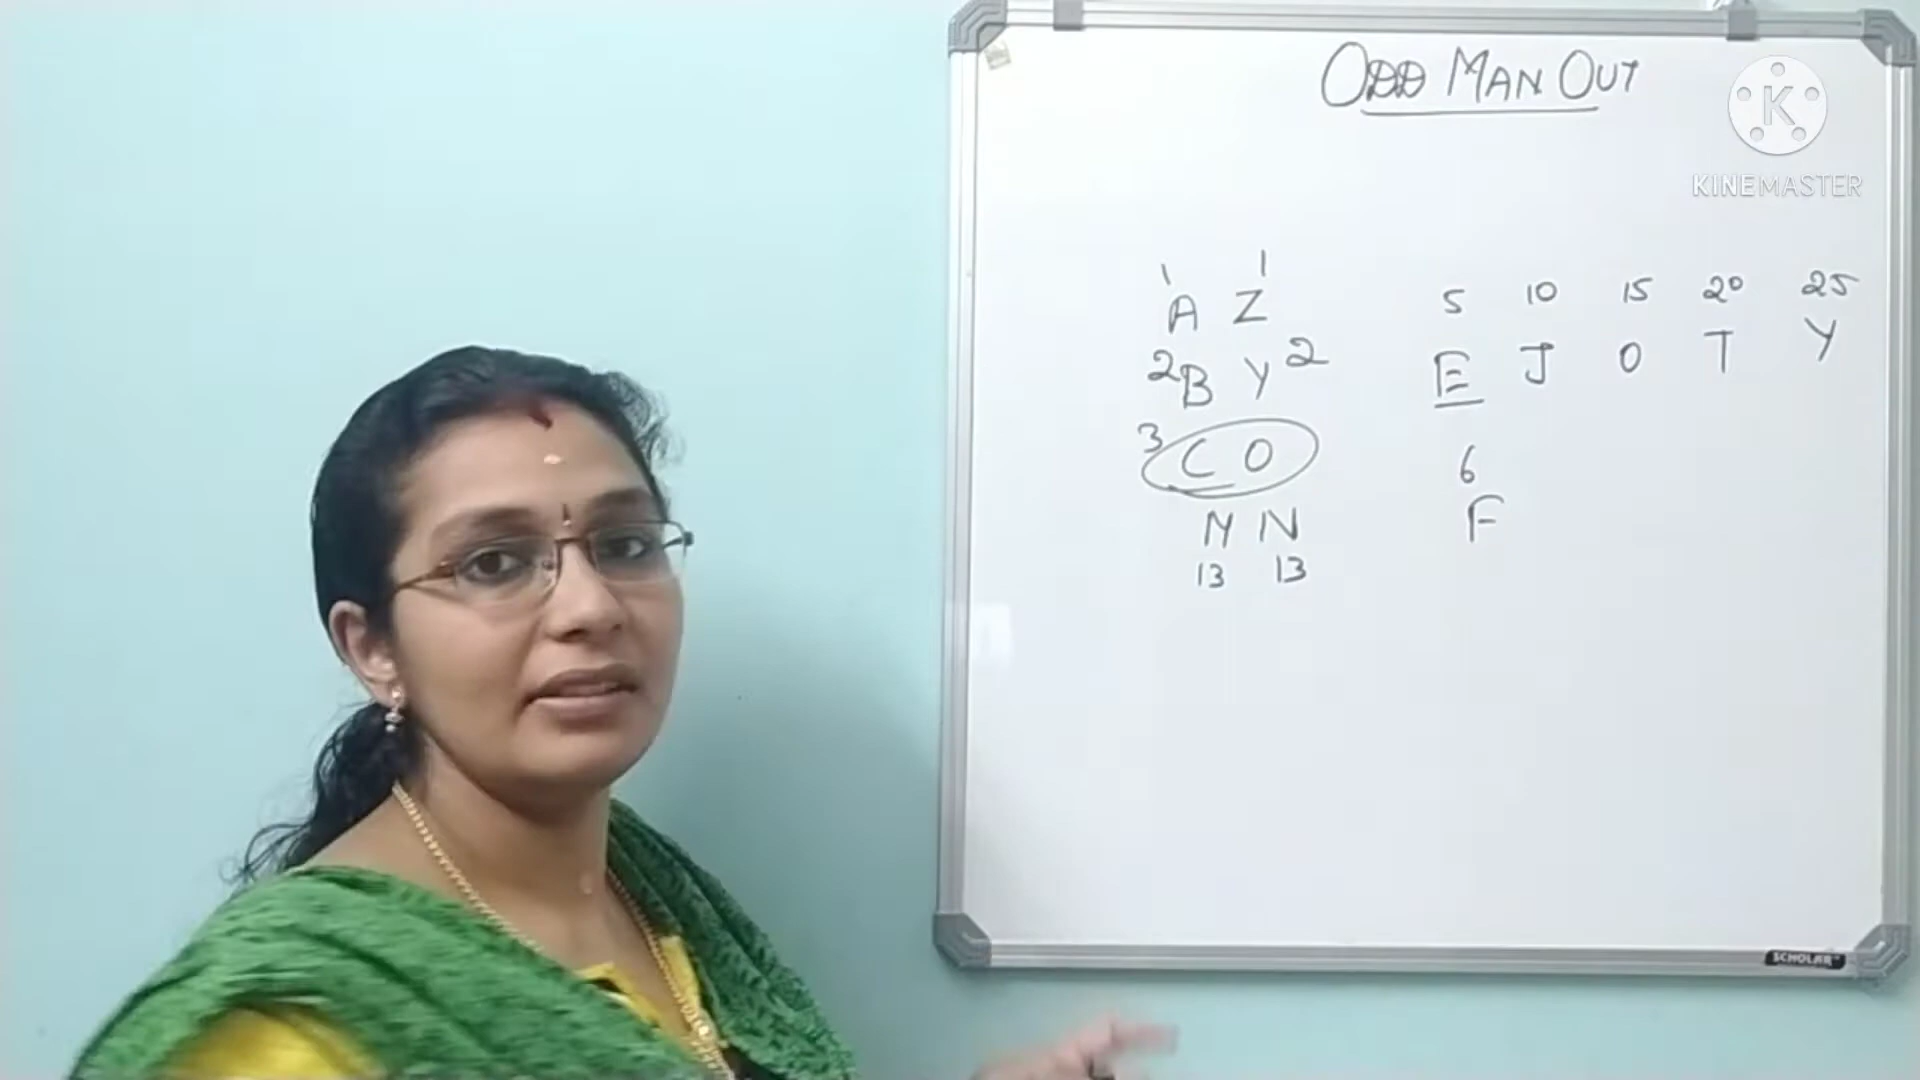 ODD MAN OUT
K
KINEMASTER
1 1
A Z
2 B Y 2
3 C O
M N
13 13
5 10 15 20 25
E J O T Y
6
F
SCHOLAR